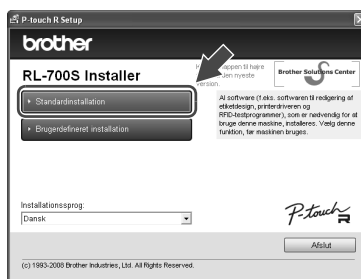 P-touch R Setup
brother
RL-700S Installer
appen til højre
den nyeste
version.
Brother Solutions Center
Standardinstallation
Brugerdefineret installation
Al software (f.eks. softwaren til redigering af
etiketdesign, printerdriveren og
RFID-testprogrammer), som er nødvendig for at
bruge denne maskine, installeres. Vælg denne
funktion, før maskinen bruges.
Installationssprog:
Dansk
P-touch R
Afslut
(c) 1993-2008 Brother Industries, Ltd. All Rights Reserved.